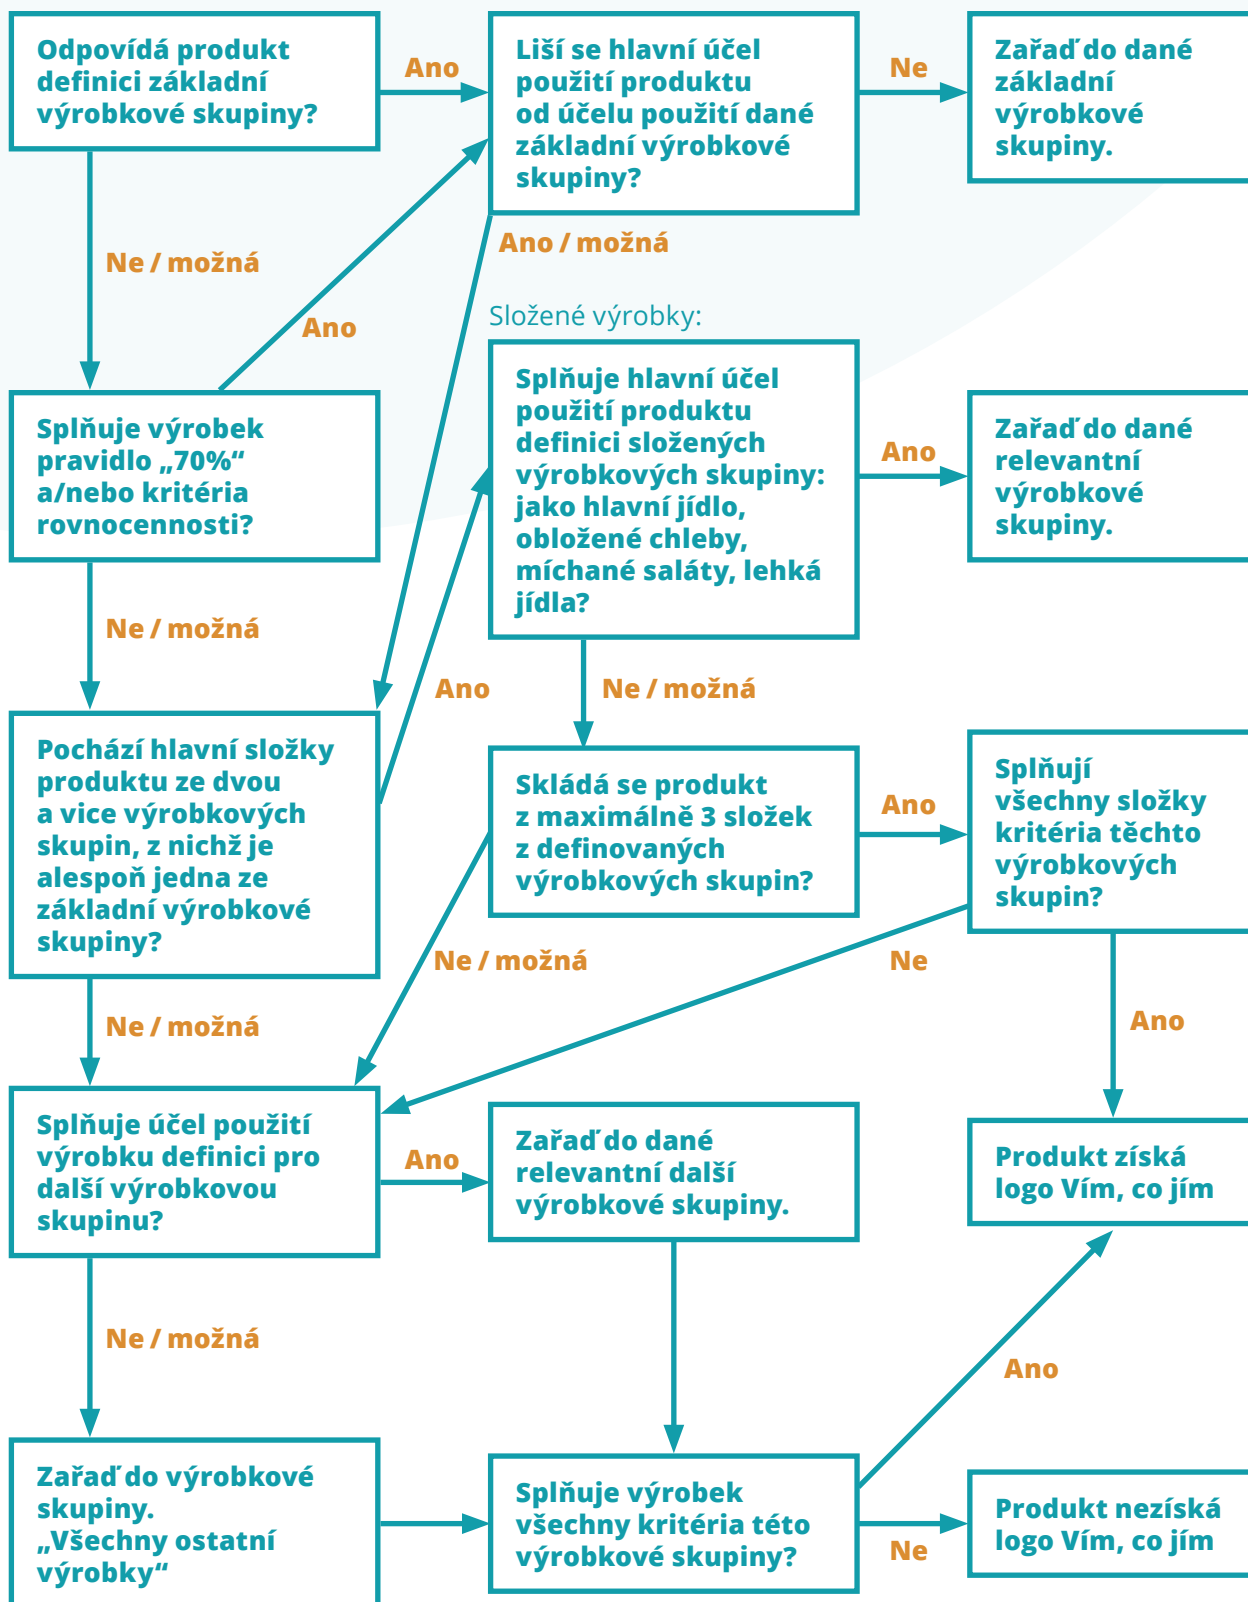 Odpovídá produkt
definici základní
výrobkové skupiny?
Ano
Liší se hlavní účel
použití produktu
od účelu použití dané
základní výrobkové
skupiny?
Ne
Zařaď do dané
základní
výrobkové
skupiny.
Ne / možná
Ano
Ano / možná
Složené výrobky:
Splňuje výrobek
pravidlo „70%“
a/nebo kritéria
rovnocennosti?
Splňuje hlavní účel
použití produktu
definici složených
výrobkových skupiny:
jako hlavní jídlo,
obložené chleby,
míchané saláty, lehká
jídla?
Ano
Zařaď do dané
relevantní
výrobkové
skupiny.
Ne / možná
Ano
Ne / možná
Pochází hlavní složky
produktu ze dvou
a vice výrobkových
skupin, z nichž je
alespoň jedna ze
základní výrobkové
skupiny?
Skládá se produkt
z maximálně 3 složek
z definovaných
výrobkových skupin?
Ano
Splňují
všechny složky
kritéria těchto
výrobkových
skupin?
Ne / možná
Ne / možná
Ne
Ano
Splňuje účel použití
výrobku definici pro
další výrobkovou
skupinu?
Ano
Zařaď do dané
relevantní další
výrobkové skupiny.
Produkt získá
logo Vím, co jím
Ne / možná
Ano
Zařaď do výrobkové
skupiny.
„Všechny ostatní
výrobky“
Splňuje výrobek
všechny kritéria této
výrobkové skupiny?
Ne
Produkt nezíská
logo Vím, co jím